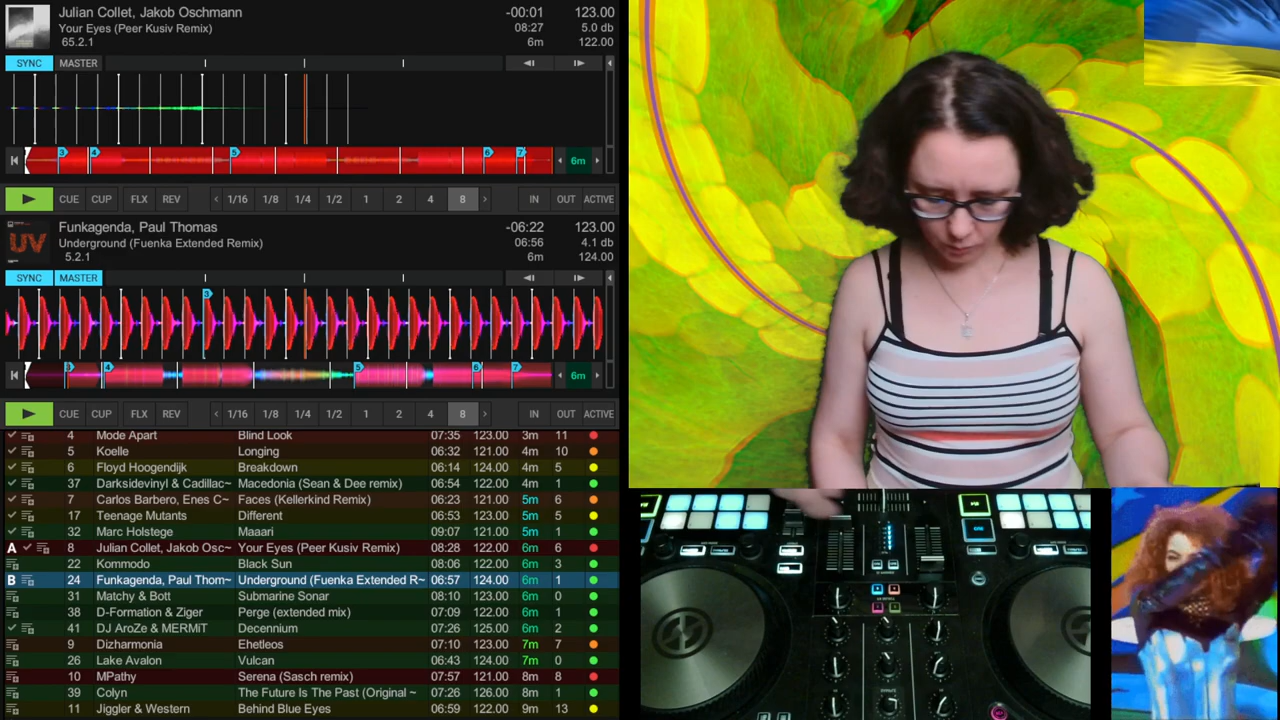 Julian Collet, Jakob Oschmann -00:01 123.00
Your Eyes (Peer Kusiv Remix) 08:27 5.0 db
65.2.1 6m 122.00
SYNC MASTER
3 4 5 6 7 6m
CUE CUP FLX REV 1/16 1/8 1/4 1/2 1 2 4 8 IN OUT ACTIVE
Funkagenda, Paul Thomas -06:22 123.00
Underground (Fuenka Extended Remix) 06:56 4.1 db
5.2.1 6m 124.00
UV
SYNC MASTER
3
4 5 6 7 6m
CUE CUP FLX REV 1/16 1/8 1/4 1/2 1 2 4 8 IN OUT ACTIVE
4 Mode Apart Blind Look 07:35 123.00 3m 11
5 Koelle Longing 06:32 121.00 4m 10
6 Floyd Hoogendijk Breakdown 06:14 124.00 4m 5
37 Darksidevinyl & Cadillac~ Macedonia (Sean & Dee remix) 06:54 122.00 4m 1
7 Carlos Barbero, Enes C~ Faces (Kellerkind Remix) 06:23 121.00 5m 6
17 Teenage Mutants Different 06:53 123.00 5m 5
32 Marc Holstege Maaari 09:07 121.00 5m 1
A 8 Julian Collet, Jakob Osc~ Your Eyes (Peer Kusiv Remix) 08:28 122.00 6m 6
22 Kommodo Black Sun 08:06 122.00 6m 3
B 24 Funkagenda, Paul Thom~ Underground (Fuenka Extended R~ 06:57 124.00 6m 1
31 Matchy & Bott Submarine Sonar 08:10 123.00 6m 0
38 D-Formation & Ziger Perge (extended mix) 07:09 122.00 6m 1
41 DJ AroZe & MERMiT Decennium 07:26 125.00 6m 2
9 Dizharmonia Ehetleos 07:10 123.00 7m 7
26 Lake Avalon Vulcan 06:43 124.00 7m 0
10 MPathy Serena (Sasch remix) 07:57 121.00 8m 8
39 Colyn The Future Is The Past (Original ~ 07:26 126.00 8m 1
11 Jiggler & Western Behind Blue Eyes 06:59 122.00 9m 13